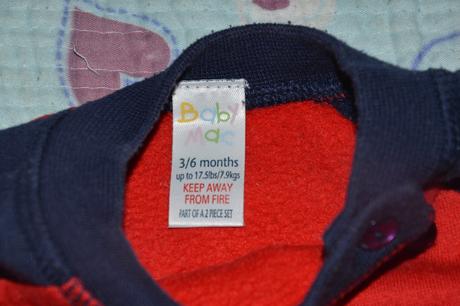 Baby
Mac
3/6 months
up to 17.5lbs/7.9kgs
KEEP AWAY
FROM FIRE
PART OF A 2 PIECE SET